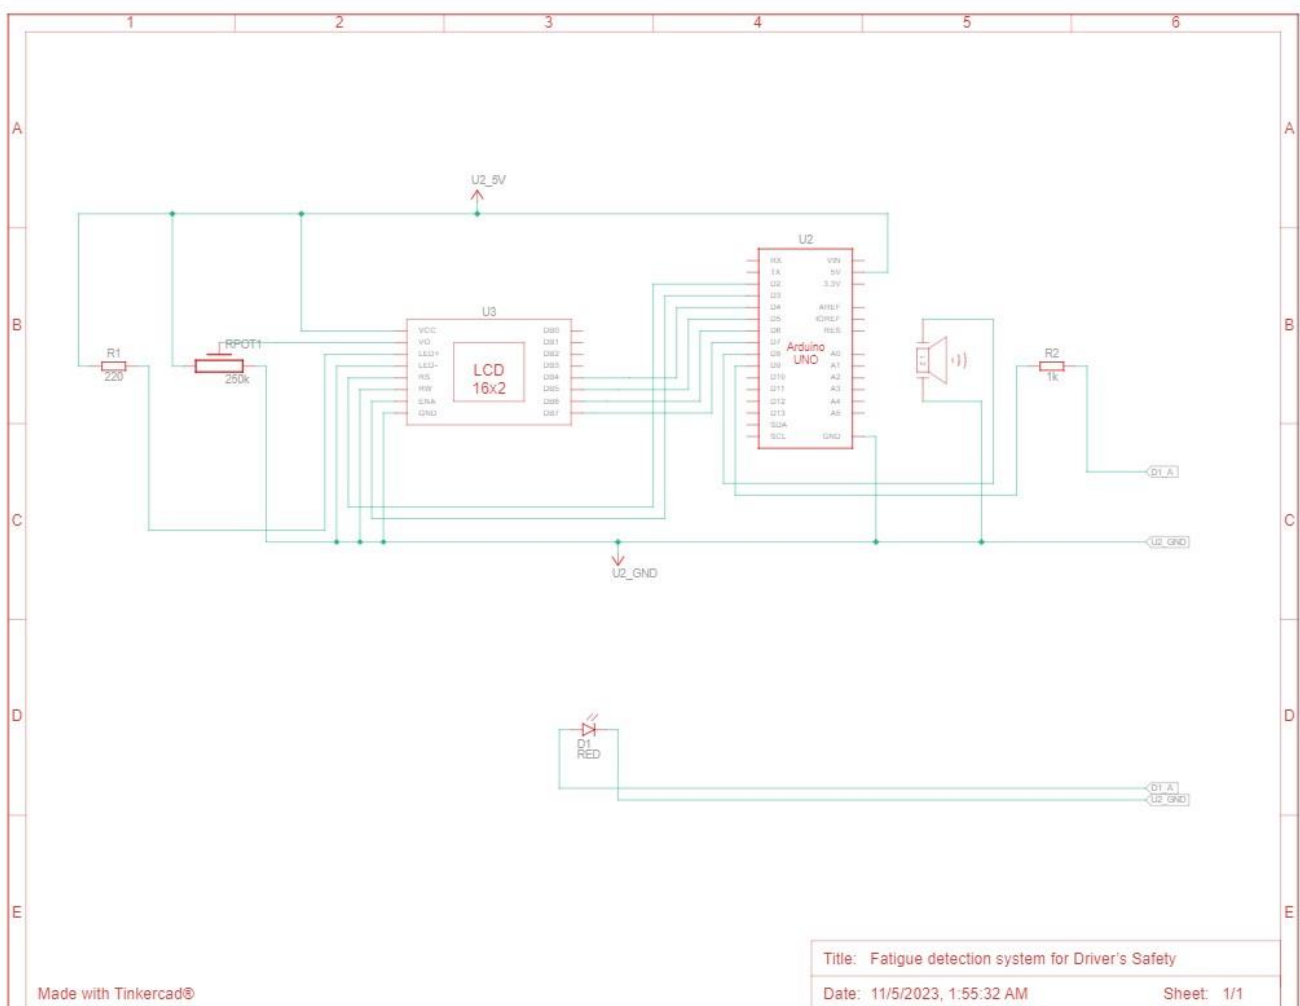 1 2 3 4 5 6
A A
U2_5V
U2
U3
RX VIN
TX 5V
D2 3.3V
D3
D4 AREF
D5 IOREF
D6 RES
D7
D8 A0
D9 A1
D10 A2
D11 A3
D12 A4
D13 A5
SDA
SCL GND
Arduino
UNO
B B
VCC DB0
VO DB1
LED+ DB2
LED- DB3
RS DB4
RW DB5
ENA DB6
GND DB7
LCD
16x2
RPOT1
250k
R1
220
R2
1k
D1_A
C C
U2_GND
U2_GND
D D
D1
RED
D1_A
U2_GND
E E
Title: Fatigue detection system for Driver's Safety
Made with Tinkercad®
Date: 11/5/2023, 1:55:32 AM Sheet: 1/1